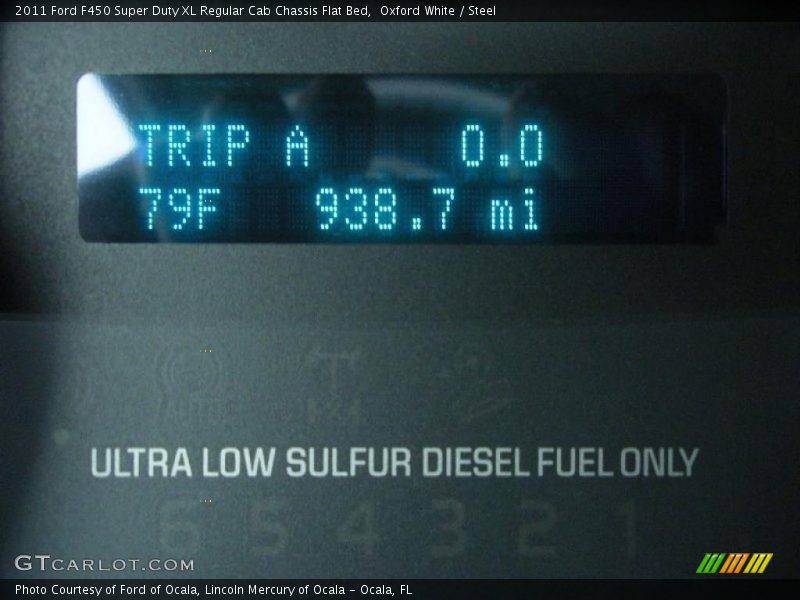 2011 Ford F450 Super Duty XL Regular Cab Chassis Flat Bed,  Oxford White / Steel
TRIP A 0.0
79F 938.7 mi
ULTRA LOW SULFUR DIESEL FUEL ONLY
6 5 4 3 2 1
GTCARLOT.COM
Photo Courtesy of Ford of Ocala, Lincoln Mercury of Ocala - Ocala, FL